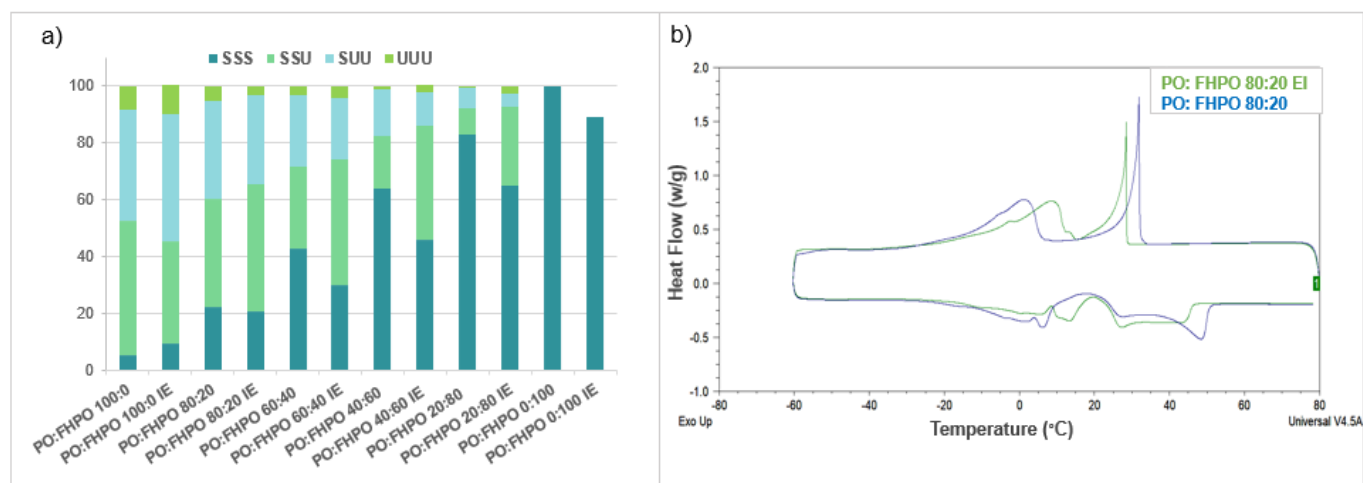 a)
SSS SSU SUU UUU
100
80
60
40
20
0
PO:FHPO 100:0
PO:FHPO 100:0 IE
PO:FHPO 80:20
PO:FHPO 80:20 IE
PO:FHPO 60:40
PO:FHPO 60:40 IE
PO:FHPO 40:60
PO:FHPO 40:60 IE
PO:FHPO 20:80
PO:FHPO 20:80 IE
PO:FHPO 0:100
PO:FHPO 0:100 IE
b)
PO: FHPO 80:20 EI
PO: FHPO 80:20
2.0
1.5
1.0
0.5
0.0
-0.5
-1.0
Heat Flow (w/g)
-80 -60 -40 -20 0 20 40 60 80
Exo Up Temperature (°C) Universal V4.5A